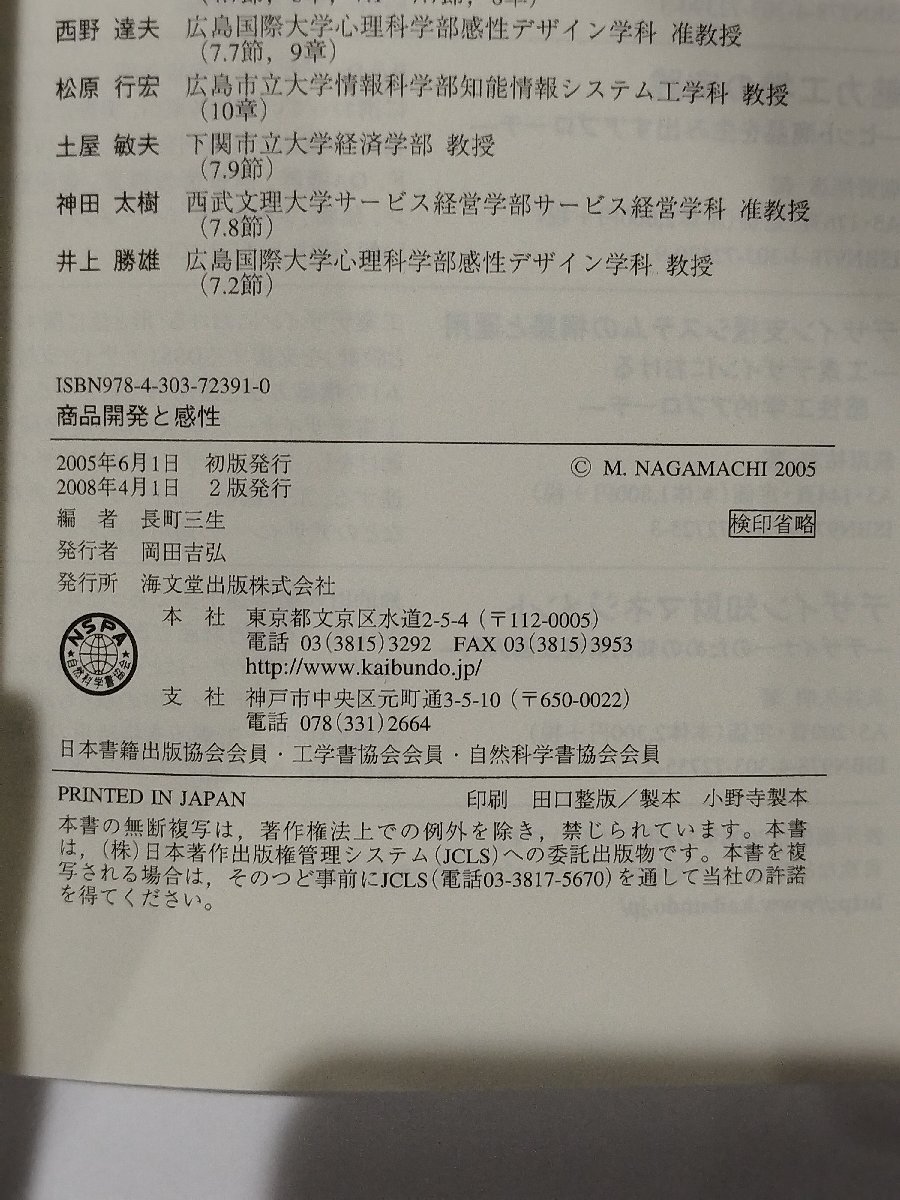 西野 達夫 広島国際大学心理科学部感性デザイン学科 准教授
(7.7節, 9章)
松原 行宏 広島市立大学情報科学部知能情報システム工学科 教授
(10章)
土屋 敏夫 下関市立大学経済学部 教授
(7.9節)
神田 太樹 西武文理大学サービス経営学部サービス経営学科 准教授
(7.8節)
井上 勝雄 広島国際大学心理科学部感性デザイン学科 教授
(7.2節)
ISBN978-4-303-72391-0
商品開発と感性
2005年6月1日 初版発行 © M. NAGAMACHI 2005
2008年4月1日 2版発行
編 者 長町三生 検印省略
発行者 岡田吉弘
発行所 海文堂出版株式会社
本 社 東京都文京区水道2-5-4(〒112-0005)
電話 03(3815)3292 FAX 03(3815)3953
http://www.kaibundo.jp/
支 社 神戸市中央区元町通3-5-10(〒650-0022)
電話 078(331)2664
NSPA
★自然科学書協会★
日本書籍出版協会会員・工学書協会会員・自然科学書協会会員
PRINTED IN JAPAN 印刷 田口整版/製本 小野寺製本
本書の無断複写は,著作権法上での例外を除き,禁じられています。本書
は,(株)日本著作出版権管理システム(JCLS)への委託出版物です。本書を複
写される場合は,そのつど事前にJCLS(電話03-3817-5670)を通して当社の許諾
を得てください。